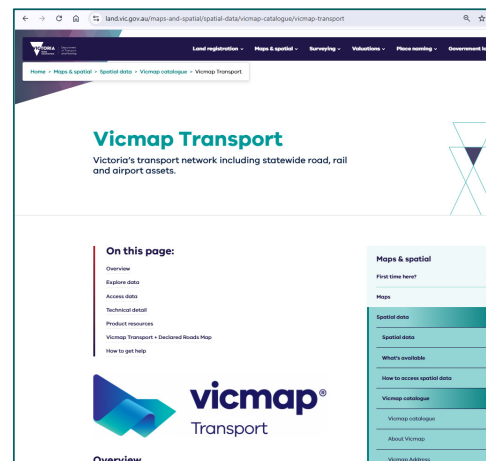 land.vic.gov.au/maps-and-spatial/spatial-data/vicmap-catalogue/vicmap-transport
VICTORIA
Land registration Maps & spatial Surveying Valuations Place naming Government la
Home > Maps & spatial > Spatial data > Vicmap catalogue > Vicmap Transport
Vicmap Transport
Victoria's transport network including statewide road, rail
and airport assets.
On this page:
Overview
Explore data
Access data
Technical detail
Product resources
Vicmap Transport + Declared Roads Map
How to get help
vicmap®
Transport
Overview
Maps & spatial
First time here?
Maps
Spatial data
Spatial data
What's available
How to access spatial data
Vicmap catalogue
Vicmap catalogue
About Vicmap
Vicmap Address